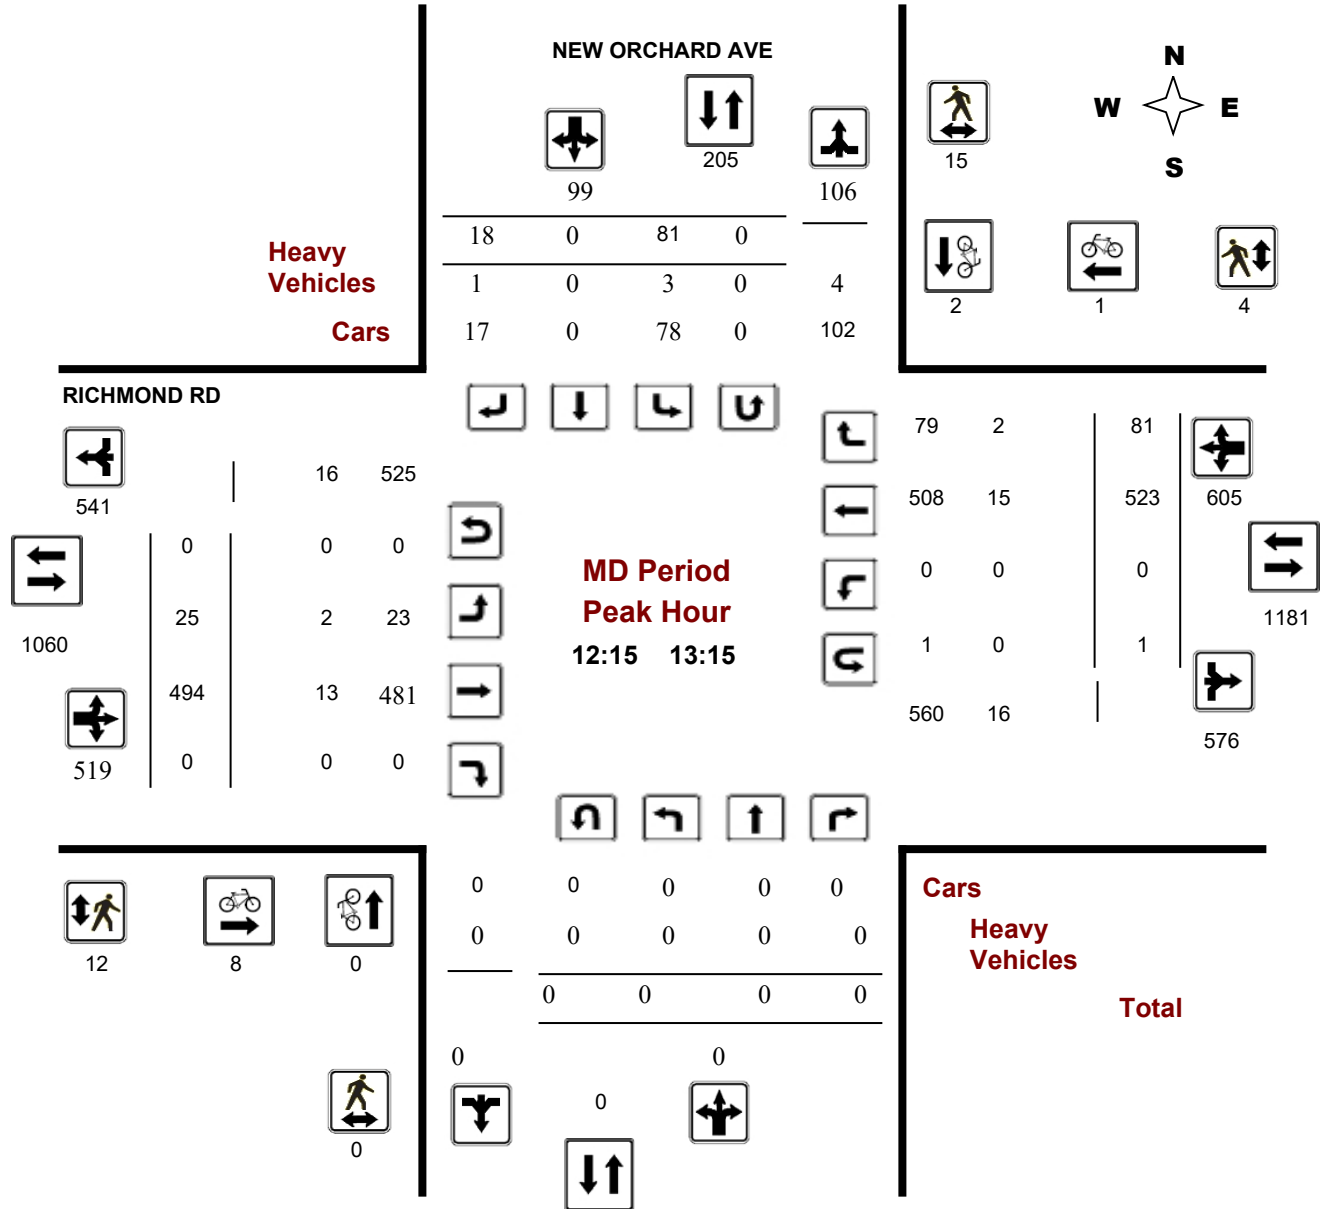 NEW ORCHARD AVE
N
W E
S
205
15
99 106
18 0 81 0
Heavy
Vehicles
1 0 3 0 4
2 1 4
Cars
17 0 78 0 102
RICHMOND RD
79 2 81
16 525
541
508 15 523 605
0 0 0
MD Period
0 0 0
Peak Hour
25 2 23
1181
1060
12:15 13:15
1 0 1
494 13 481
560 16
576
519 0 0 0
0 0 0 0 0
Cars
0 0 0 0 0
Heavy
Vehicles
12 8 0
0 0 0 0
Total
0 0
0
0